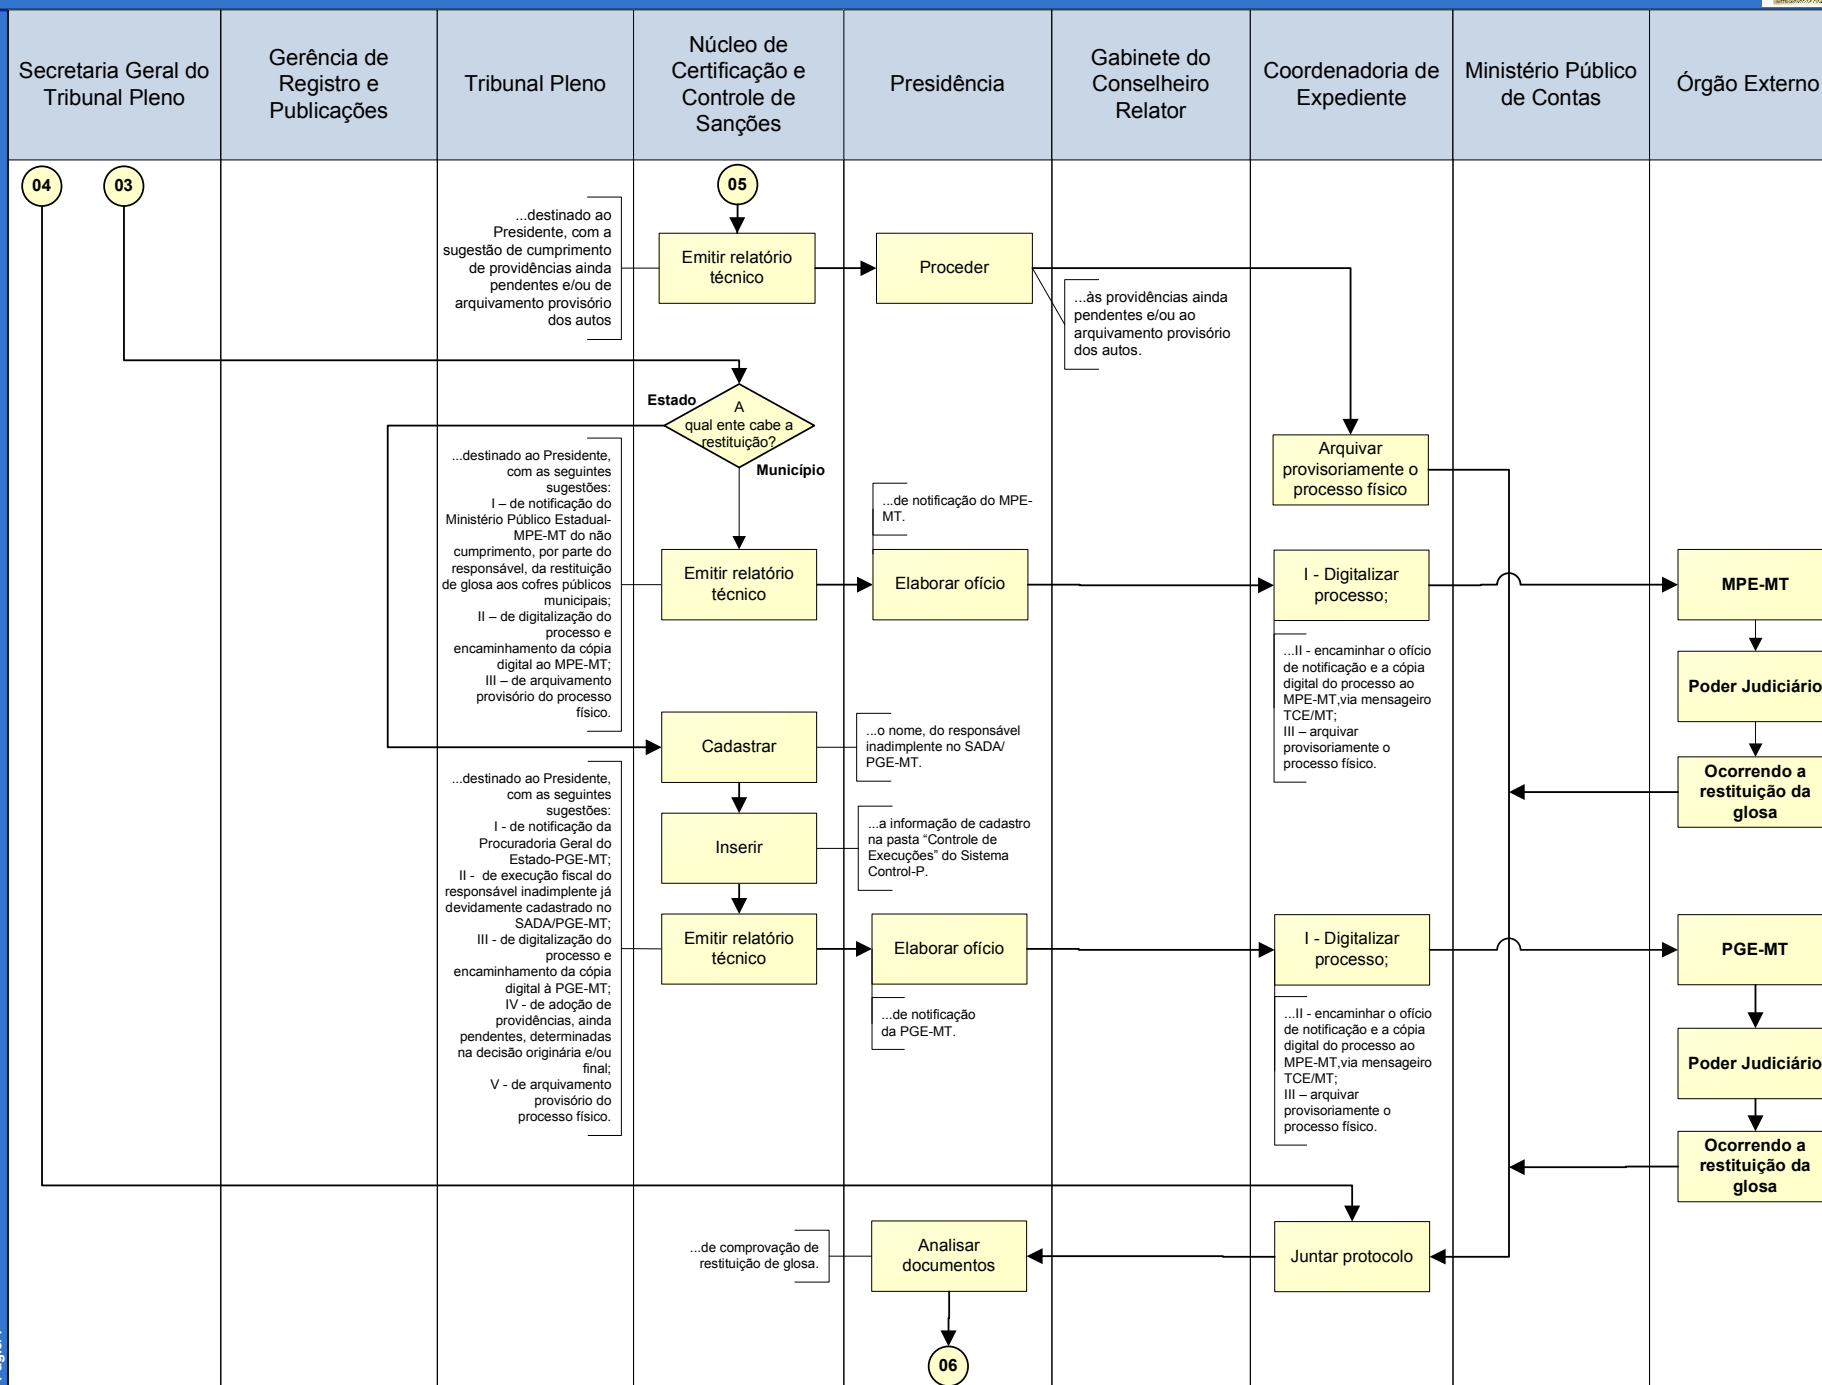 Secretaria Geral do
Tribunal Pleno
Gerência de
Registro e
Publicações
Tribunal Pleno
Núcleo de
Certificação e
Controle de
Sanções
Presidência
Gabinete do
Conselheiro
Relator
Coordenadoria de
Expediente
Ministério Público
de Contas
Órgão Externo
04
03
05
...destinado ao
Presidente, com a
sugestão de cumprimento
de providências ainda
pendentes e/ou de
arquivamento provisório
dos autos
Emitir relatório
técnico
Proceder
...às providências ainda
pendentes e/ou ao
arquivamento provisório
dos autos.
Estado
A
qual ente cabe a
restituição?
Município
Arquivar
provisoriamente o
processo físico
...destinado ao Presidente,
com as seguintes
sugestões:
I – de notificação do
Ministério Público Estadual-
MPE-MT do não
cumprimento, por parte do
responsável, da restituição
de glosa aos cofres públicos
municipais;
II – de digitalização do
processo e
encaminhamento da cópia
digital ao MPE-MT;
III – de arquivamento
provisório do processo
físico.
Emitir relatório
técnico
...de notificação do MPE-
MT.
Elaborar ofício
I - Digitalizar
processo;
...II - encaminhar o ofício
de notificação e a cópia
digital do processo ao
MPE-MT,via mensageiro
TCE/MT;
III – arquivar
provisoriamente o
processo físico.
MPE-MT
Poder Judiciário
Ocorrendo a
restituição da
glosa
Cadastrar
...o nome, do responsável
inadimplente no SADA/
PGE-MT.
Inserir
...a informação de cadastro
na pasta “Controle de
Execuções” do Sistema
Control-P.
...destinado ao Presidente,
com as seguintes
sugestões:
I - de notificação da
Procuradoria Geral do
Estado-PGE-MT;
II - de execução fiscal do
responsável inadimplente já
devidamente cadastrado no
SADA/PGE-MT;
III - de digitalização do
processo e
encaminhamento da cópia
digital à PGE-MT;
IV - de adoção de
providências, ainda
pendentes, determinadas
na decisão originária e/ou
final;
V - de arquivamento
provisório do
processo físico.
Emitir relatório
técnico
Elaborar ofício
...de notificação
da PGE-MT.
I - Digitalizar
processo;
...II - encaminhar o ofício
de notificação e a cópia
digital do processo ao
MPE-MT,via mensageiro
TCE/MT;
III – arquivar
provisoriamente o
processo físico.
PGE-MT
Poder Judiciário
Ocorrendo a
restituição da
glosa
...de comprovação de
restituição de glosa.
Analisar
documentos
Juntar protocolo
06